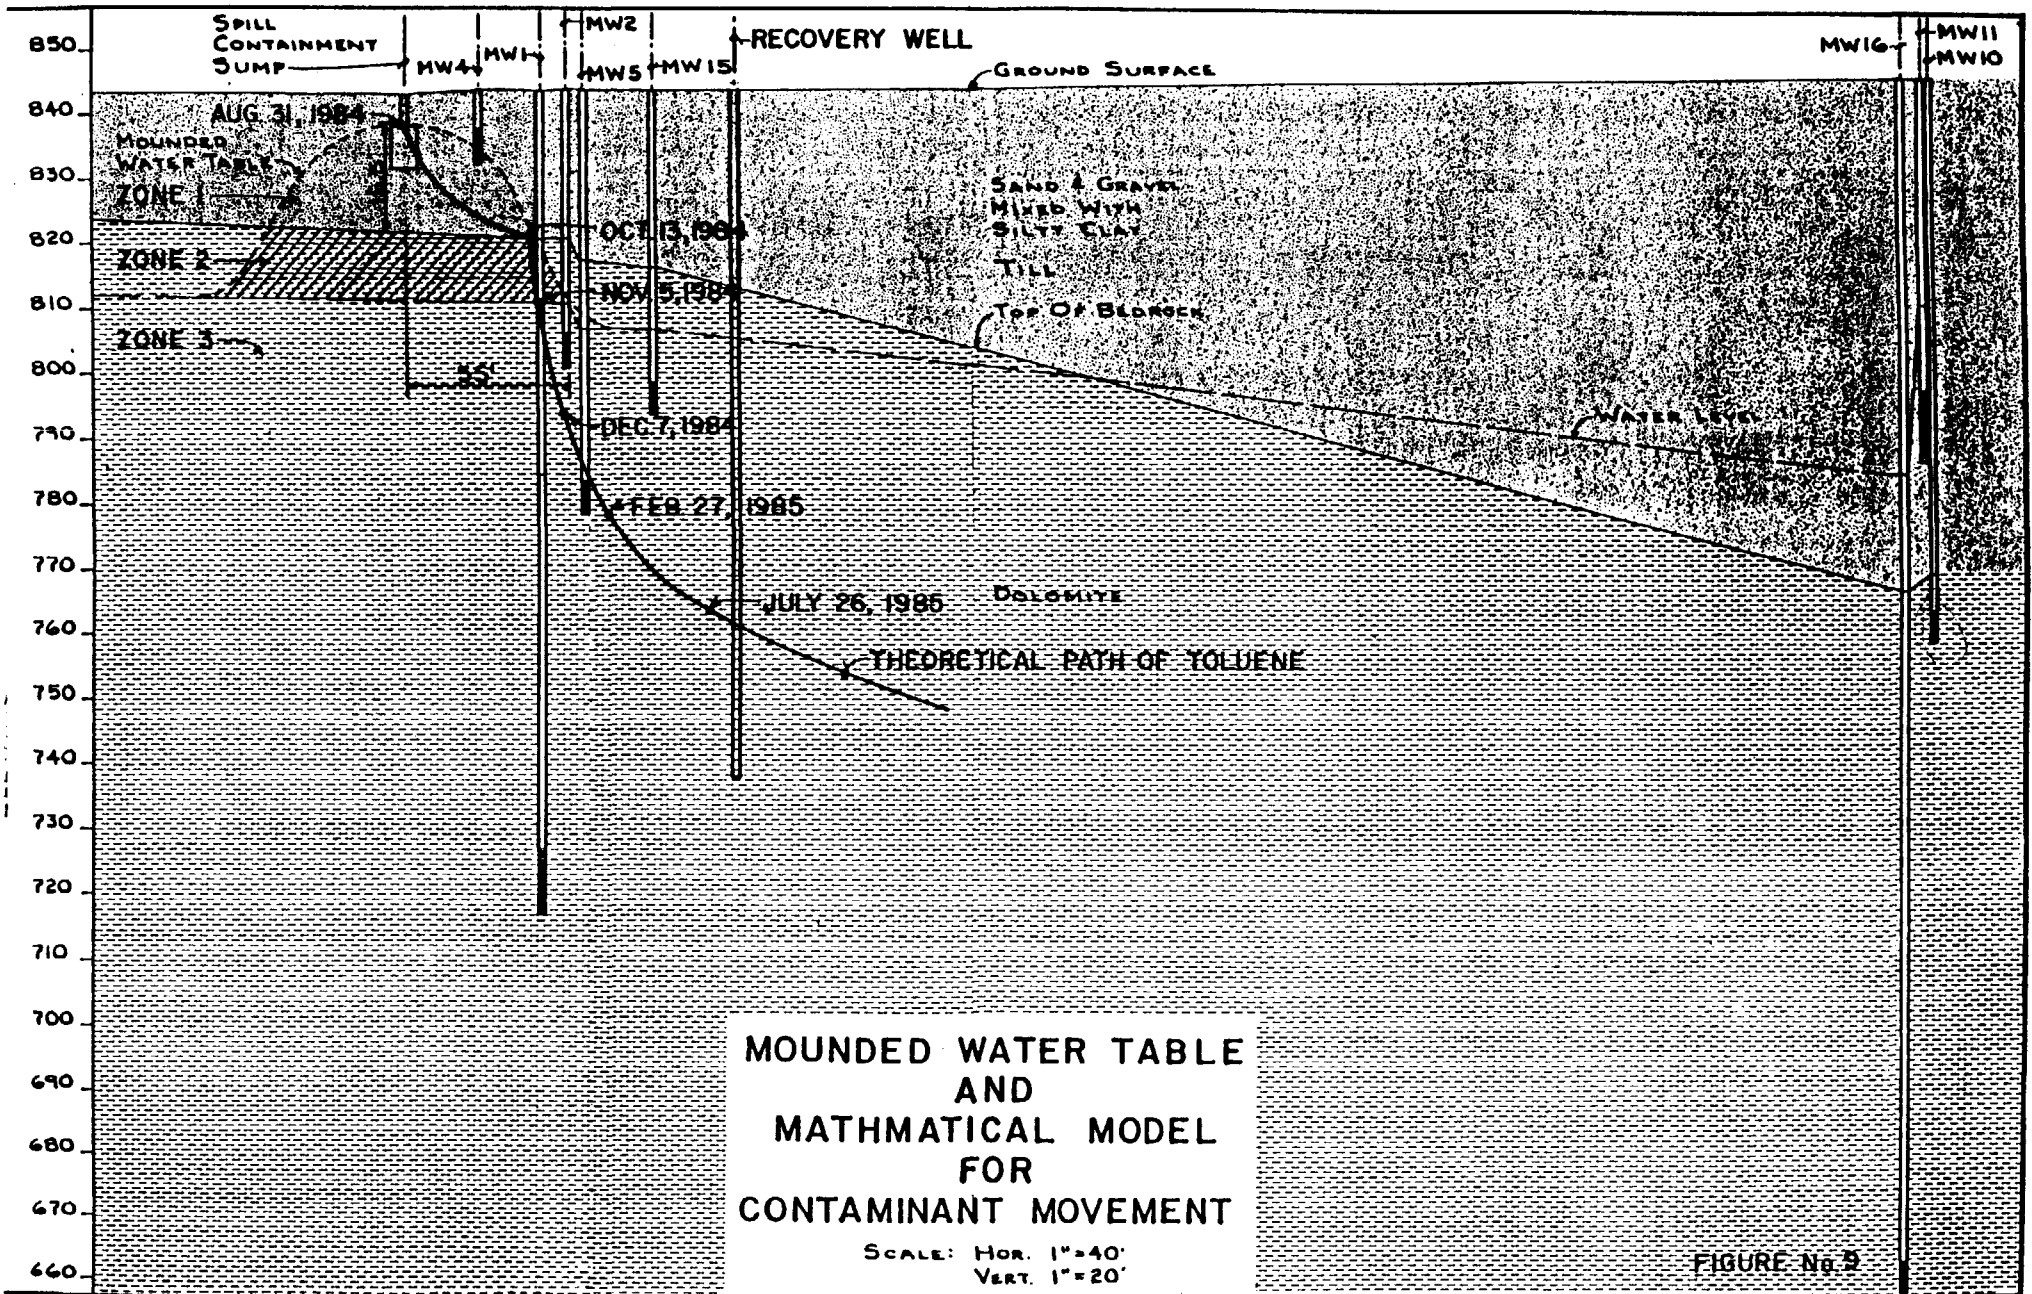 SPILL
CONTAINMENT
SUMP
MW4
MW1
MW2
MW5
MW15
RECOVERY WELL
GROUND SURFACE
MW16
MW11
MW10
850
840
830
820
810
800
790
780
770
760
750
740
730
720
710
700
690
680
670
660
AUG. 31, 1984
MOUNDED
WATER TABLE
ZONE 1
ZONE 2
ZONE 3
OCT. 13, 1984
NOV. 5, 1984
55'
DEC. 7, 1984
FEB. 27, 1985
JULY 26, 1985
THEORETICAL PATH OF TOLUENE
SAND & GRAVEL
MIXED WITH
SILTY CLAY
TILL
TOP OF BEDROCK
WATER LEVEL
DOLOMITE
MOUNDED WATER TABLE
AND
MATHMATICAL MODEL
FOR
CONTAMINANT MOVEMENT
SCALE: HOR. 1"=40'
VERT. 1"=20'
FIGURE No. 9